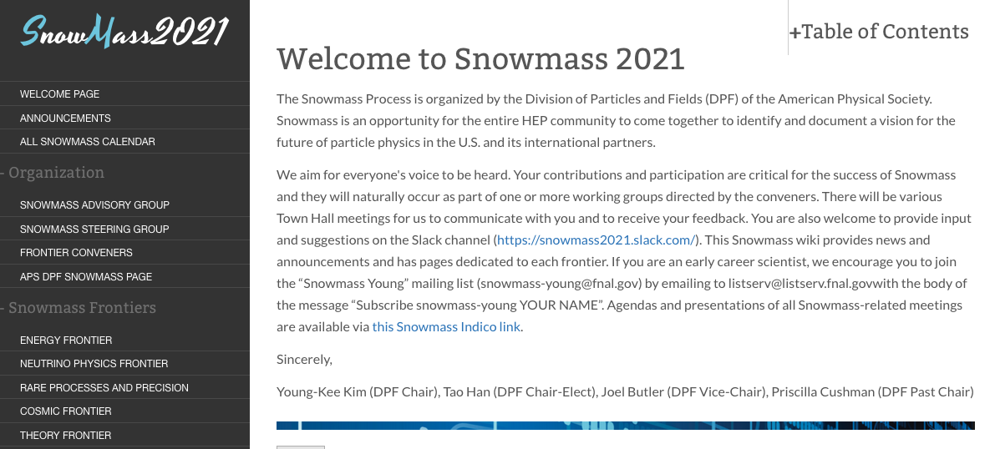 SnowMass2021
WELCOME PAGE
ANNOUNCEMENTS
ALL SNOWMASS CALENDAR
- Organization
SNOWMASS ADVISORY GROUP
SNOWMASS STEERING GROUP
FRONTIER CONVENERS
APS DPF SNOWMASS PAGE
- Snowmass Frontiers
ENERGY FRONTIER
NEUTRINO PHYSICS FRONTIER
RARE PROCESSES AND PRECISION
COSMIC FRONTIER
THEORY FRONTIER
+Table of Contents
Welcome to Snowmass 2021
The Snowmass Process is organized by the Division of Particles and Fields (DPF) of the American Physical Society.
Snowmass is an opportunity for the entire HEP community to come together to identify and document a vision for the
future of particle physics in the U.S. and its international partners.
We aim for everyone's voice to be heard. Your contributions and participation are critical for the success of Snowmass
and they will naturally occur as part of one or more working groups directed by the conveners. There will be various
Town Hall meetings for us to communicate with you and to receive your feedback. You are also welcome to provide input
and suggestions on the Slack channel (https://snowmass2021.slack.com/). This Snowmass wiki provides news and
announcements and has pages dedicated to each frontier. If you are an early career scientist, we encourage you to join
the “Snowmass Young” mailing list (snowmass-young@fnal.gov) by emailing to listserv@listserv.fnal.govwith the body of
the message “Subscribe snowmass-young YOUR NAME”. Agendas and presentations of all Snowmass-related meetings
are available via this Snowmass Indico link.
Sincerely,
Young-Kee Kim (DPF Chair), Tao Han (DPF Chair-Elect), Joel Butler (DPF Vice-Chair), Priscilla Cushman (DPF Past Chair)